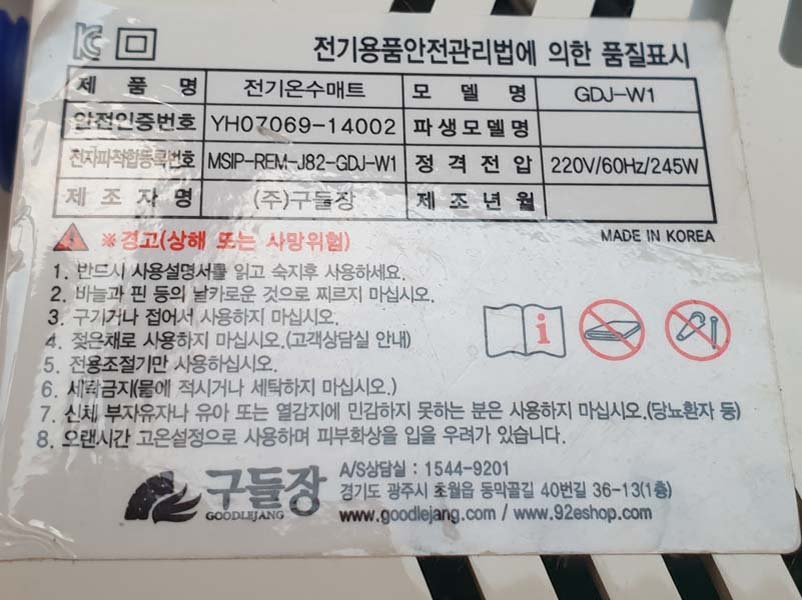 전기용품안전관리법에 의한 품질표시
제 품 명 전기온수매트 모 델 명 GDJ-W1
안전인증번호 YH07069-14002 파생모델명
전자파적합등록번호 MSIP-REM-J82-GDJ-W1 정 격 전 압 220V/60Hz/245W
제 조 자 명 (주)구들장 제 조 년 월
※경고(상해 또는 사망위험)
MADE IN KOREA
1. 반드시 사용설명서를 읽고 숙지후 사용하세요.
2. 바늘과 핀 등의 날카로운 것으로 찌르지 마십시오.
3. 구기거나 접어서 사용하지 마십시오.
4. 젖은채로 사용하지 마십시오.(고객상담실 안내)
5. 전용조절기만 사용하십시오.
6. 세탁금지(물에 적시거나 세탁하지 마십시오.)
7. 신체 부자유자나 유아 또는 열감지에 민감하지 못하는 분은 사용하지 마십시오.(당뇨환자 등)
8. 오랜시간 고온설정으로 사용하며 피부화상을 입을 우려가 있습니다.
구들장
GOODLEJANG
A/S상담실 : 1544-9201
경기도 광주시 초월읍 동막골길 40번길 36-13(1층)
www.goodlejang.com / www.92eshop.com